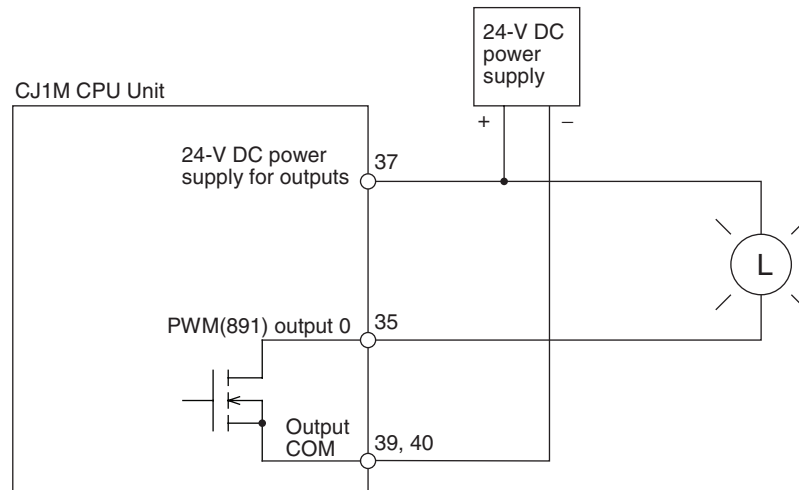 24-V DC
power
supply
CJ1M CPU Unit
+
−
24-V DC power
supply for outputs
37
L
PWM(891) output 0
35
Output
COM
39, 40